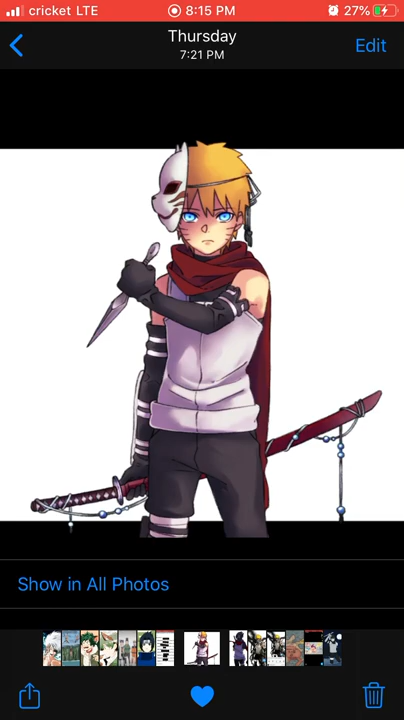 cricket LTE 8:15 PM 27%
Thursday
7:21 PM
Edit
Show in All Photos